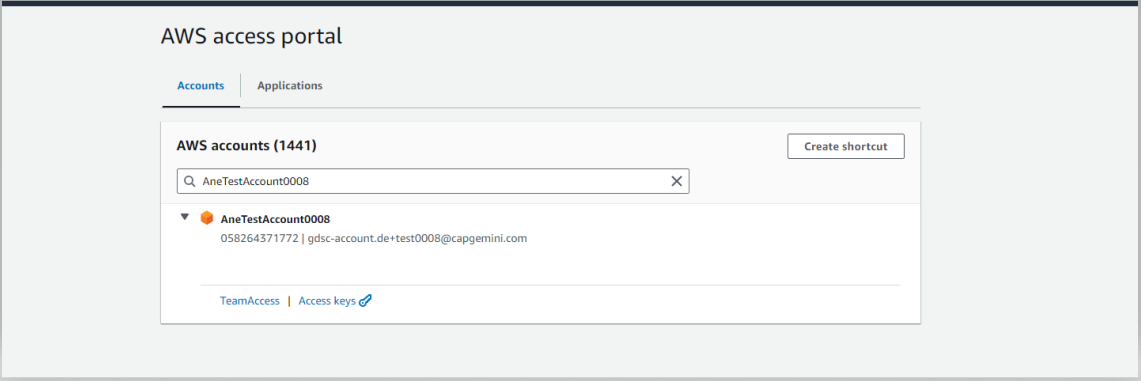 AWS access portal
Accounts
Applications
AWS accounts (1441)
Create shortcut
AneTestAccount0008
AneTestAccount0008
058264371772 | gdsc-account.de+test0008@capgemini.com
TeamAccess | Access keys